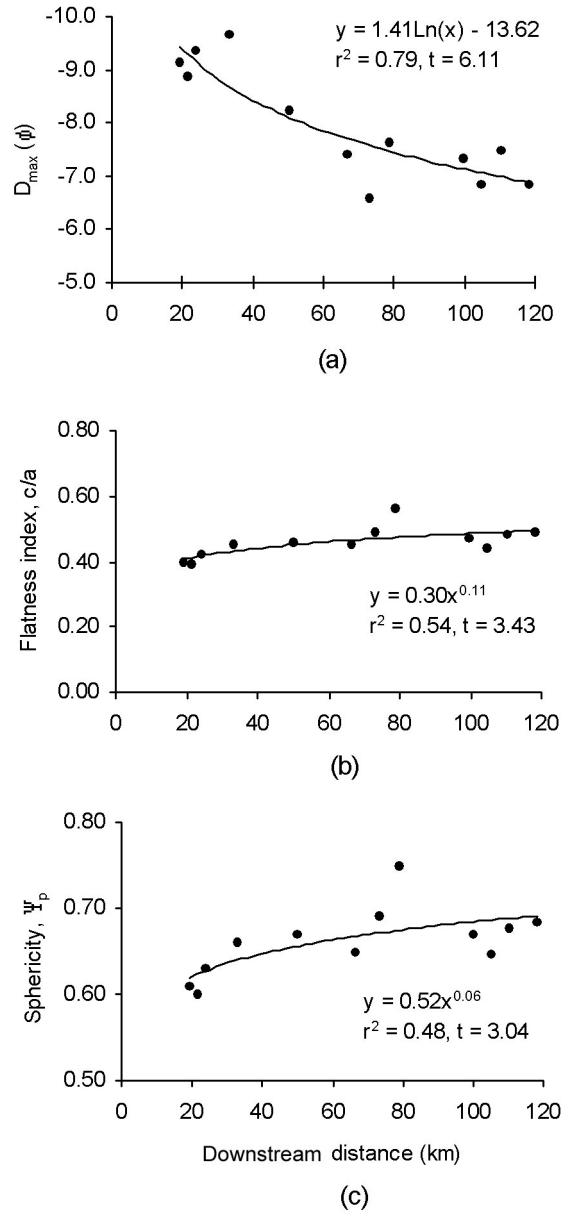 y = 1.41Ln(x) - 13.62
r² = 0.79, t = 6.11
-10.0
-9.0
-8.0
-7.0
-6.0
-5.0
D_max (ϕ)
0 20 40 60 80 100 120
(a)
0.80
0.60
0.40
0.20
0.00
Flatness index, c/a
y = 0.30x^0.11
r² = 0.54, t = 3.43
0 20 40 60 80 100 120
(b)
0.80
0.70
0.60
0.50
Sphericity, Ψ_p
y = 0.52x^0.06
r² = 0.48, t = 3.04
0 20 40 60 80 100 120
Downstream distance (km)
(c)